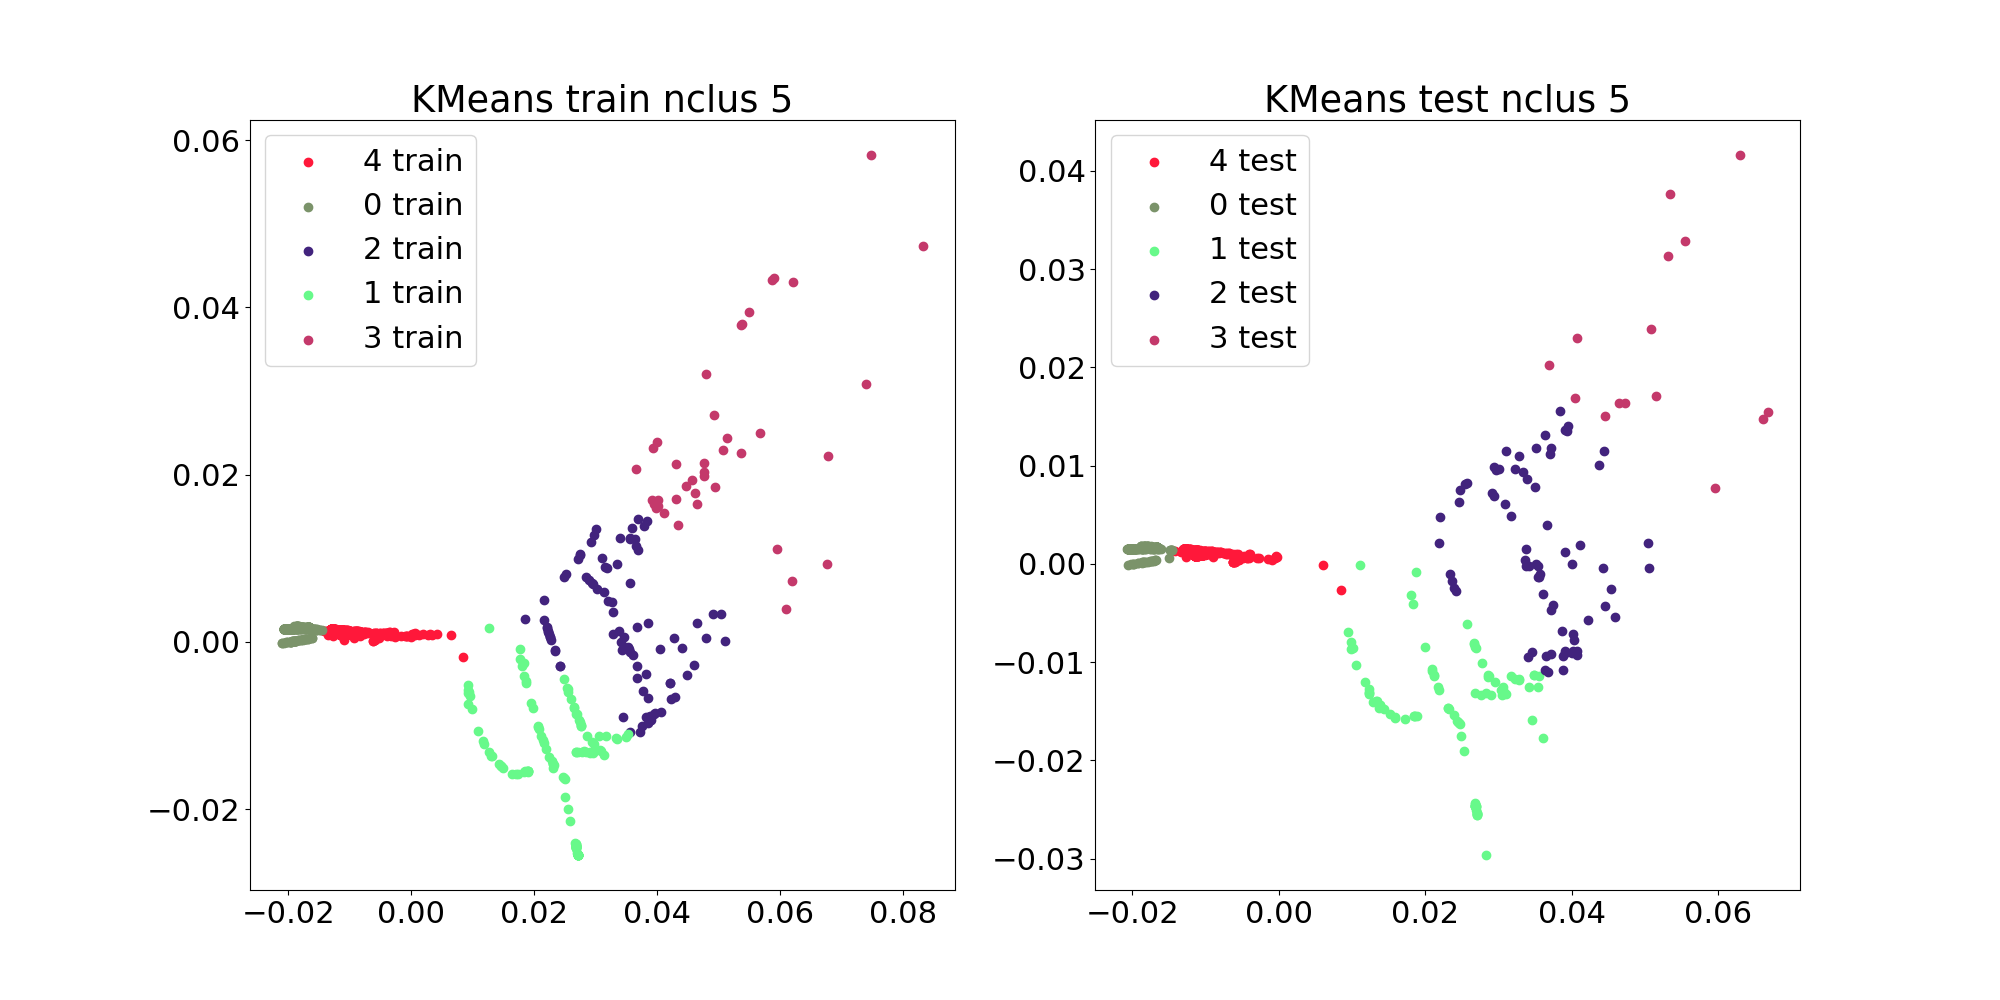 KMeans train nclus 5
0.06
0.04
0.02
0.00
−0.02
−0.02 0.00 0.02 0.04 0.06 0.08
4 train
0 train
2 train
1 train
3 train
KMeans test nclus 5
0.04
0.03
0.02
0.01
0.00
−0.01
−0.02
−0.03
−0.02 0.00 0.02 0.04 0.06
4 test
0 test
1 test
2 test
3 test